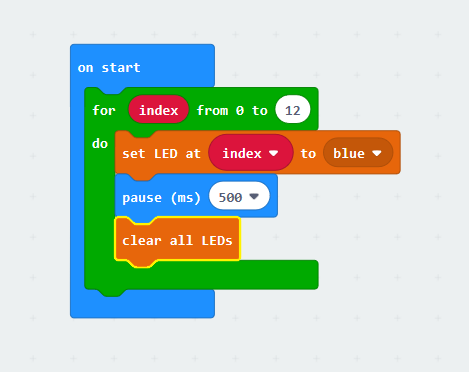 on start
for index from 0 to 12
do
set LED at index to blue
pause (ms) 500
clear all LEDs